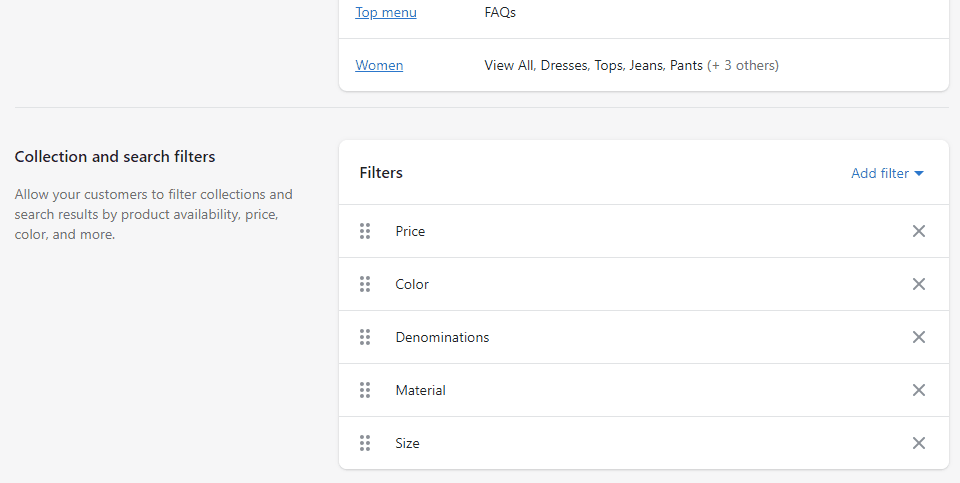 Top menu FAQs
Women View All, Dresses, Tops, Jeans, Pants (+ 3 others)
Collection and search filters
Allow your customers to filter collections and
search results by product availability, price,
color, and more.
Filters Add filter
Price
Color
Denominations
Material
Size